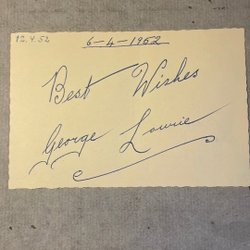 12.4.52
6-4-1952
Best Wishes
George Lowrie